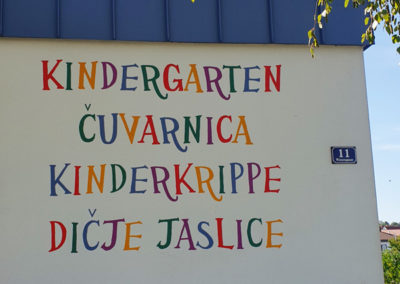 KINDERGARTEN
ČUVARNICA
KINDERKRIPPE
DIČJE JASLICE
11